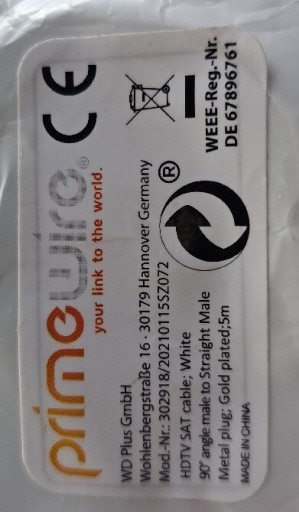 primewire®
your link to the world.
CE
WEEE-Reg.-Nr.
DE 67896761
®
WD Plus GmbH
Wohlenbergstraße 16 · 30179 Hannover Germany
Mod.-Nr.: 302918/20210115SZ072
HDTV SAT cable; White
90° angle male to Straight Male
Metal plug; Gold plated;5m
MADE IN CHINA